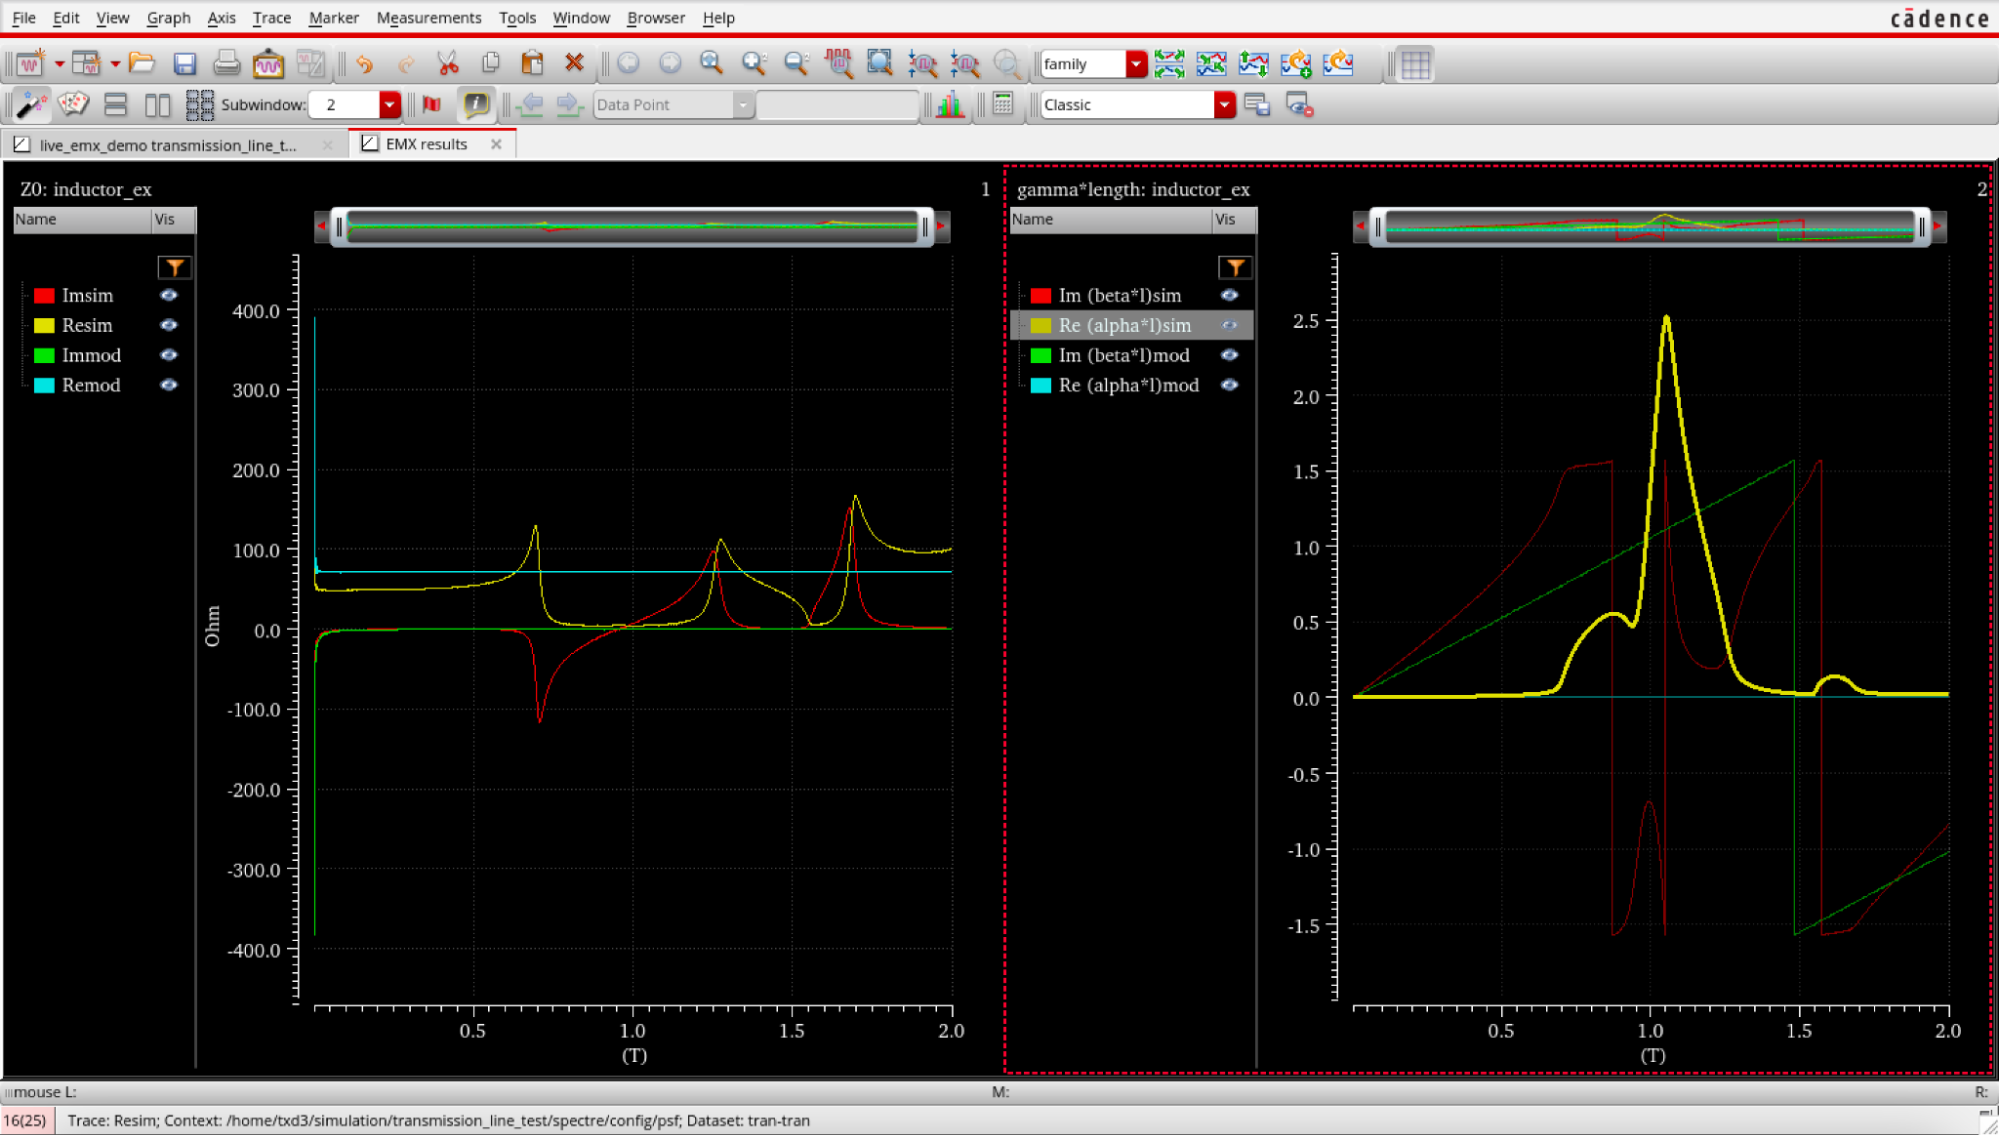 File Edit View Graph Axis Trace Marker Measurements Tools Window Browser Help
cādence
family
Subwindow: 2
Data Point
Classic
live_emx_demo transmission_line_t...
EMX results
Z0: inductor_ex
1
Name Vis
Imsim
Resim
Immod
Remod
Ohm
400.0
300.0
200.0
100.0
0.0
-100.0
-200.0
-300.0
-400.0
0.5 1.0 1.5 2.0
(T)
gamma*length: inductor_ex
2
Name Vis
Im (beta*l)sim
Re (alpha*l)sim
Im (beta*l)mod
Re (alpha*l)mod
2.5
2.0
1.5
1.0
0.5
0.0
-0.5
-1.0
-1.5
0.5 1.0 1.5 2.0
(T)
mouse L: M: R:
16(25) Trace: Resim; Context: /home/txd3/simulation/transmission_line_test/spectre/config/psf; Dataset: tran-tran